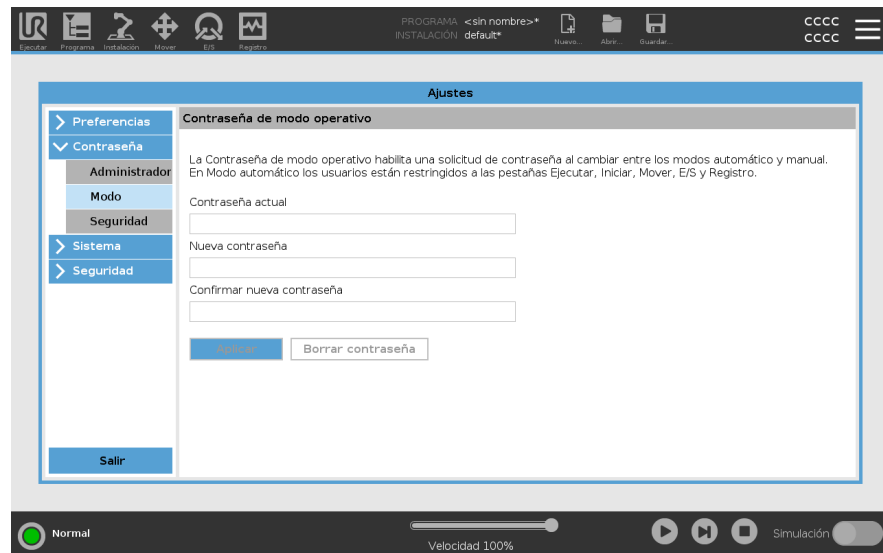 UR
Ejecutar
Programa
Instalación
Mover
E/S
Registro
PROGRAMA <sin nombre>*
INSTALACIÓN default*
Nuevo...
Abrir...
Guardar...
CCCC
CCCC
Ajustes
Preferencias
Contraseña
Administrador
Modo
Seguridad
Sistema
Seguridad
Salir
Contraseña de modo operativo
La Contraseña de modo operativo habilita una solicitud de contraseña al cambiar entre los modos automático y manual.
En Modo automático los usuarios están restringidos a las pestañas Ejecutar, Iniciar, Mover, E/S y Registro.
Contraseña actual
Nueva contraseña
Confirmar nueva contraseña
Aplicar
Borrar contraseña
Normal
Velocidad 100%
Simulación